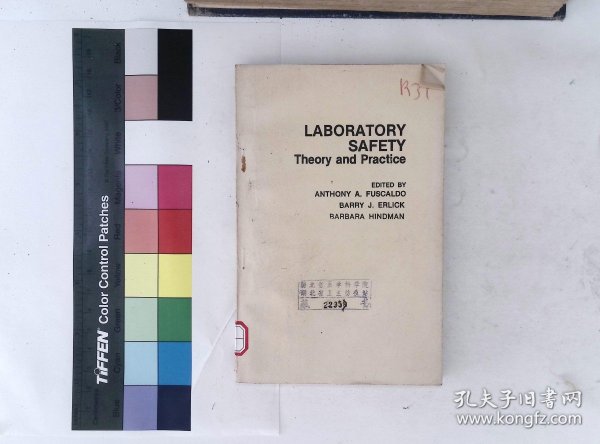 R31
LABORATORY
SAFETY
Theory and Practice
EDITED BY
ANTHONY A. FUSCALDO
BARRY J. ERLICK
BARBARA HINDMAN
TIFFEN Color Control Patches
Blue
Cyan
Green
Yellow
Red
Magenta
White
3/Color
Black
孔夫子旧书网
www.kongfz.com